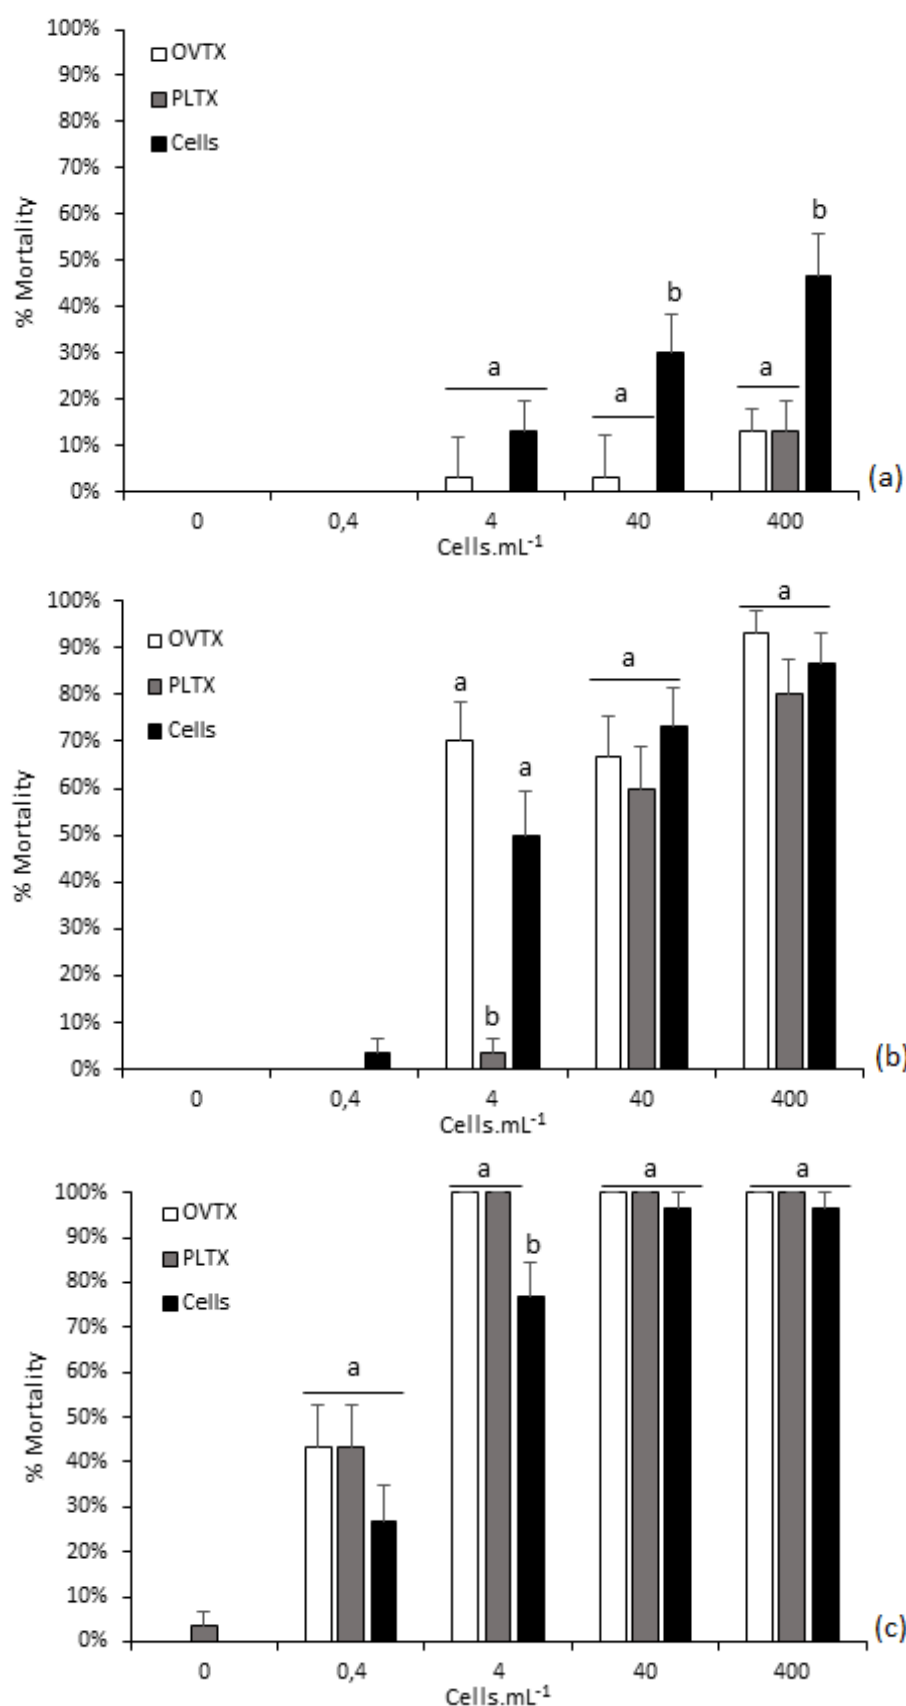 100%
90%
80%
70%
60%
50%
40%
30%
20%
10%
0%
% Mortality
OVTX
PLTX
Cells
a
a
b
a
b
0 0,4 4 40 400
Cells.mL⁻¹
(a)
100%
90%
80%
70%
60%
50%
40%
30%
20%
10%
0%
% Mortality
OVTX
PLTX
Cells
a
b
a
a
a
0 0,4 4 40 400
Cells.mL⁻¹
(b)
100%
90%
80%
70%
60%
50%
40%
30%
20%
10%
0%
% Mortality
OVTX
PLTX
Cells
a
a
b
a
a
0 0,4 4 40 400
Cells.mL⁻¹
(c)